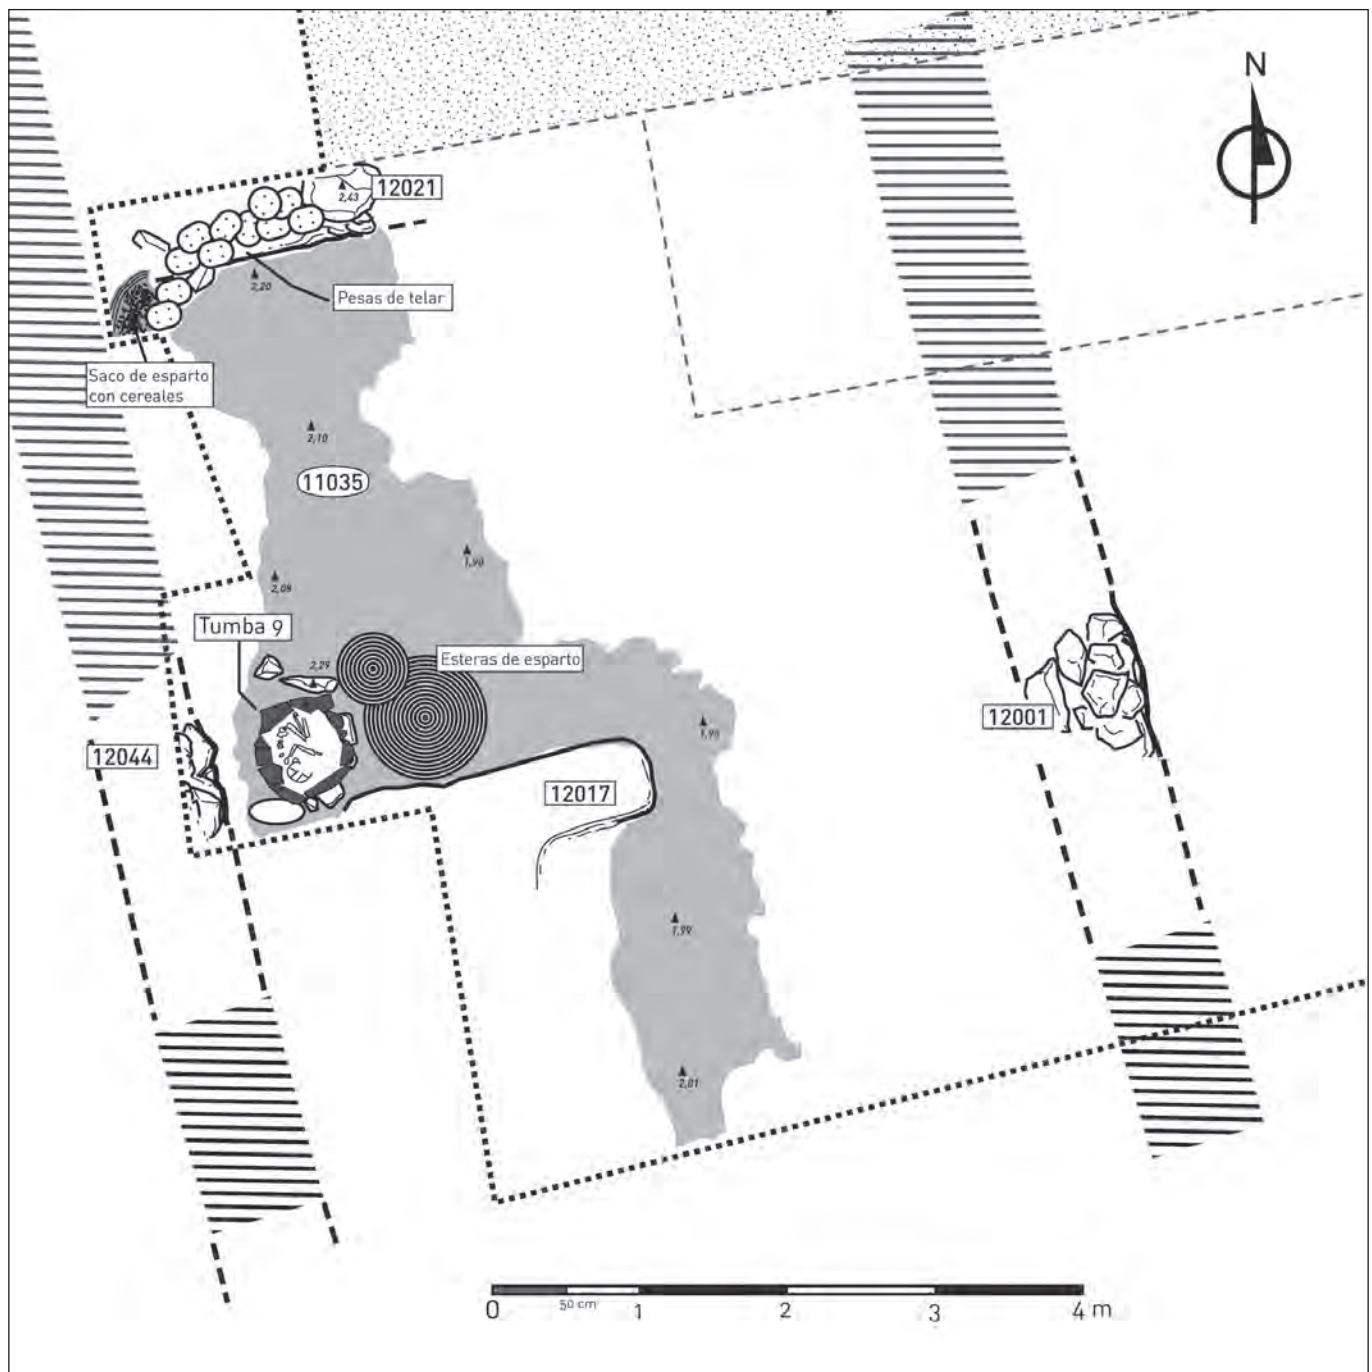 N
12021
2,43
2,20
Pesas de telar
Saco de esparto
con cereales
2,10
11035
1,90
2,08
Tumba 9
2,29
Esteras de esparto
12001
1,90
12044
12017
1,99
2,01
0 50 cm 1 2 3 4 m